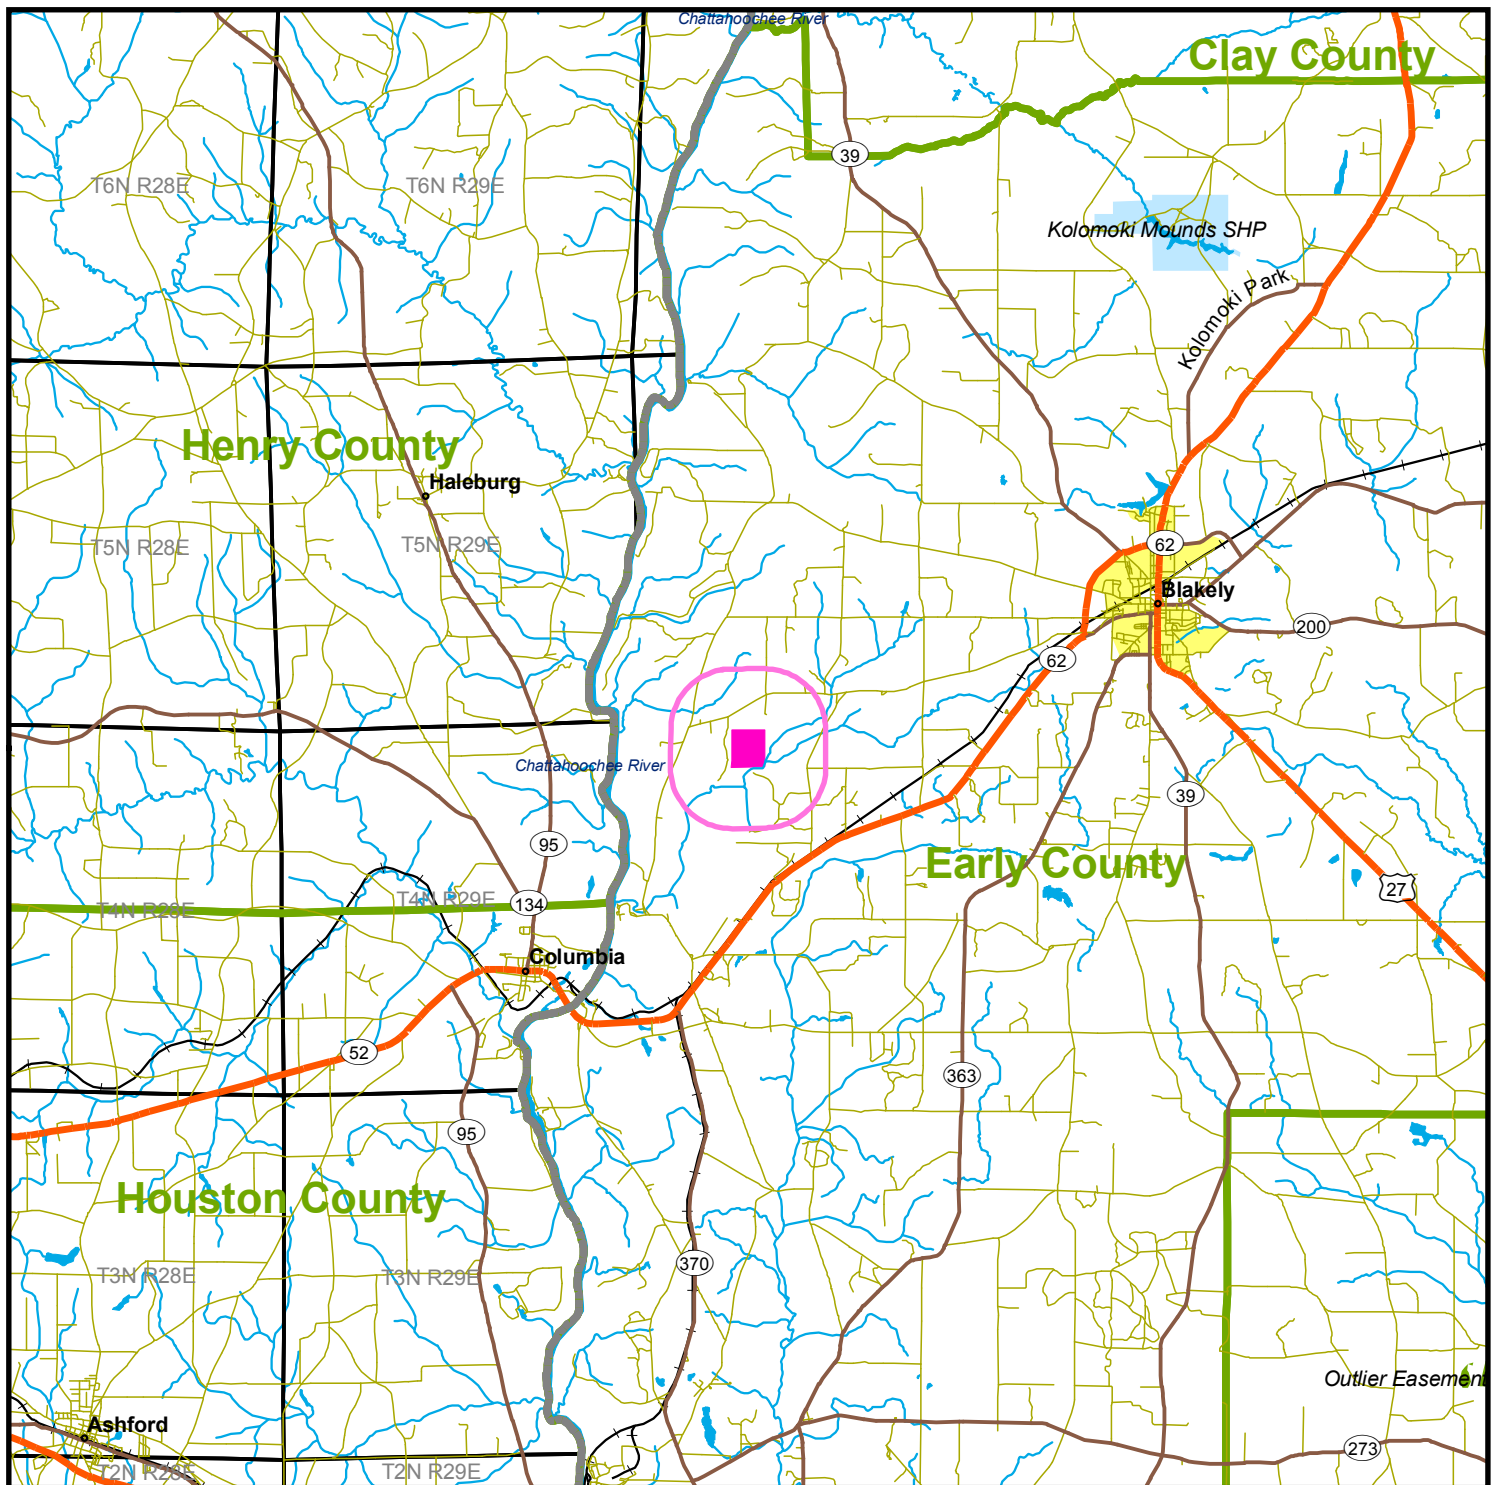 Chattahoochee River
Clay County
39
T6N R28E
T6N R29E
Kolomoki Mounds SHP
Kolomoki Park
Henry County
Haleburg
T5N R28E
T5N R29E
62
Blakely
200
62
Chattahoochee River
39
95
Early County
27
T4N R28E
T4N R29E
134
Columbia
52
363
95
Houston County
T3N R28E
T3N R29E
370
Outlier Easement
Ashford
273
T2N R28E
T2N R29E